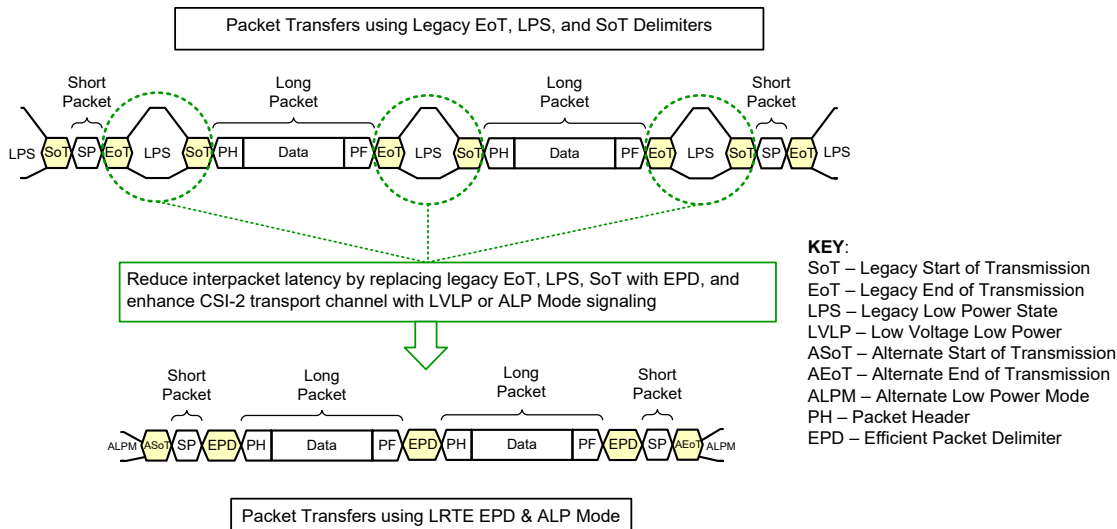 Packet Transfers using Legacy EoT, LPS, and SoT Delimiters
Short
Packet
Long
Packet
Long
Packet
Short
Packet
LPS SoT SP EoT LPS SoT PH Data PF EoT LPS SoT PH Data PF EoT LPS SoT SP EoT LPS
Reduce interpacket latency by replacing legacy EoT, LPS, SoT with EPD, and
enhance CSI-2 transport channel with LVLP or ALP Mode signaling
KEY:
SoT – Legacy Start of Transmission
EoT – Legacy End of Transmission
LPS – Legacy Low Power State
LVLP – Low Voltage Low Power
ASoT – Alternate Start of Transmission
AEoT – Alternate End of Transmission
ALPM – Alternate Low Power Mode
PH – Packet Header
EPD – Efficient Packet Delimiter
Short
Packet
Long
Packet
Long
Packet
Short
Packet
ALPM ASoT SP EPD PH Data PF EPD PH Data PF EPD SP AEoT ALPM
Packet Transfers using LRTE EPD & ALP Mode